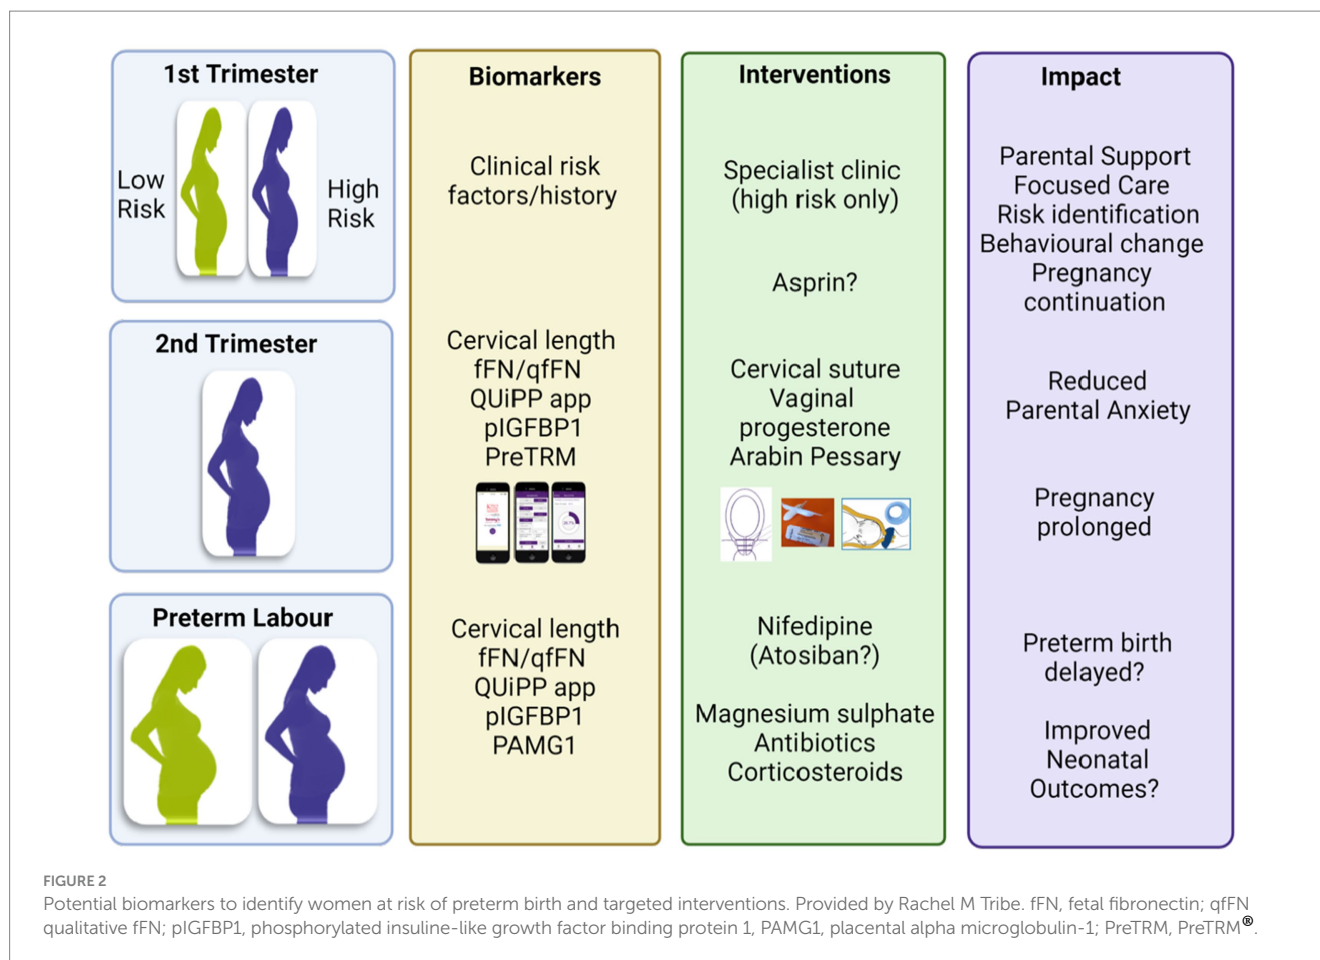 1st Trimester
Low
Risk
High
Risk
2nd Trimester
Preterm Labour
Biomarkers
Clinical risk
factors/history
Cervical length
fFN/qfFN
QUiPP app
pIGFBP1
PreTRM
Cervical length
fFN/qfFN
QUiPP app
pIGFBP1
PAMG1
Interventions
Specialist clinic
(high risk only)
Asprin?
Cervical suture
Vaginal
progesterone
Arabin Pessary
Nifedipine
(Atosiban?)
Magnesium sulphate
Antibiotics
Corticosteroids
Impact
Parental Support
Focused Care
Risk identification
Behavioural change
Pregnancy
continuation
Reduced
Parental Anxiety
Pregnancy
prolonged
Preterm birth
delayed?
Improved
Neonatal
Outcomes?
FIGURE 2
Potential biomarkers to identify women at risk of preterm birth and targeted interventions. Provided by Rachel M Tribe. fFN, fetal fibronectin; qfFN
qualitative fFN; pIGFBP1, phosphorylated insuline-like growth factor binding protein 1, PAMG1, placental alpha microglobulin-1; PreTRM, PreTRM®.